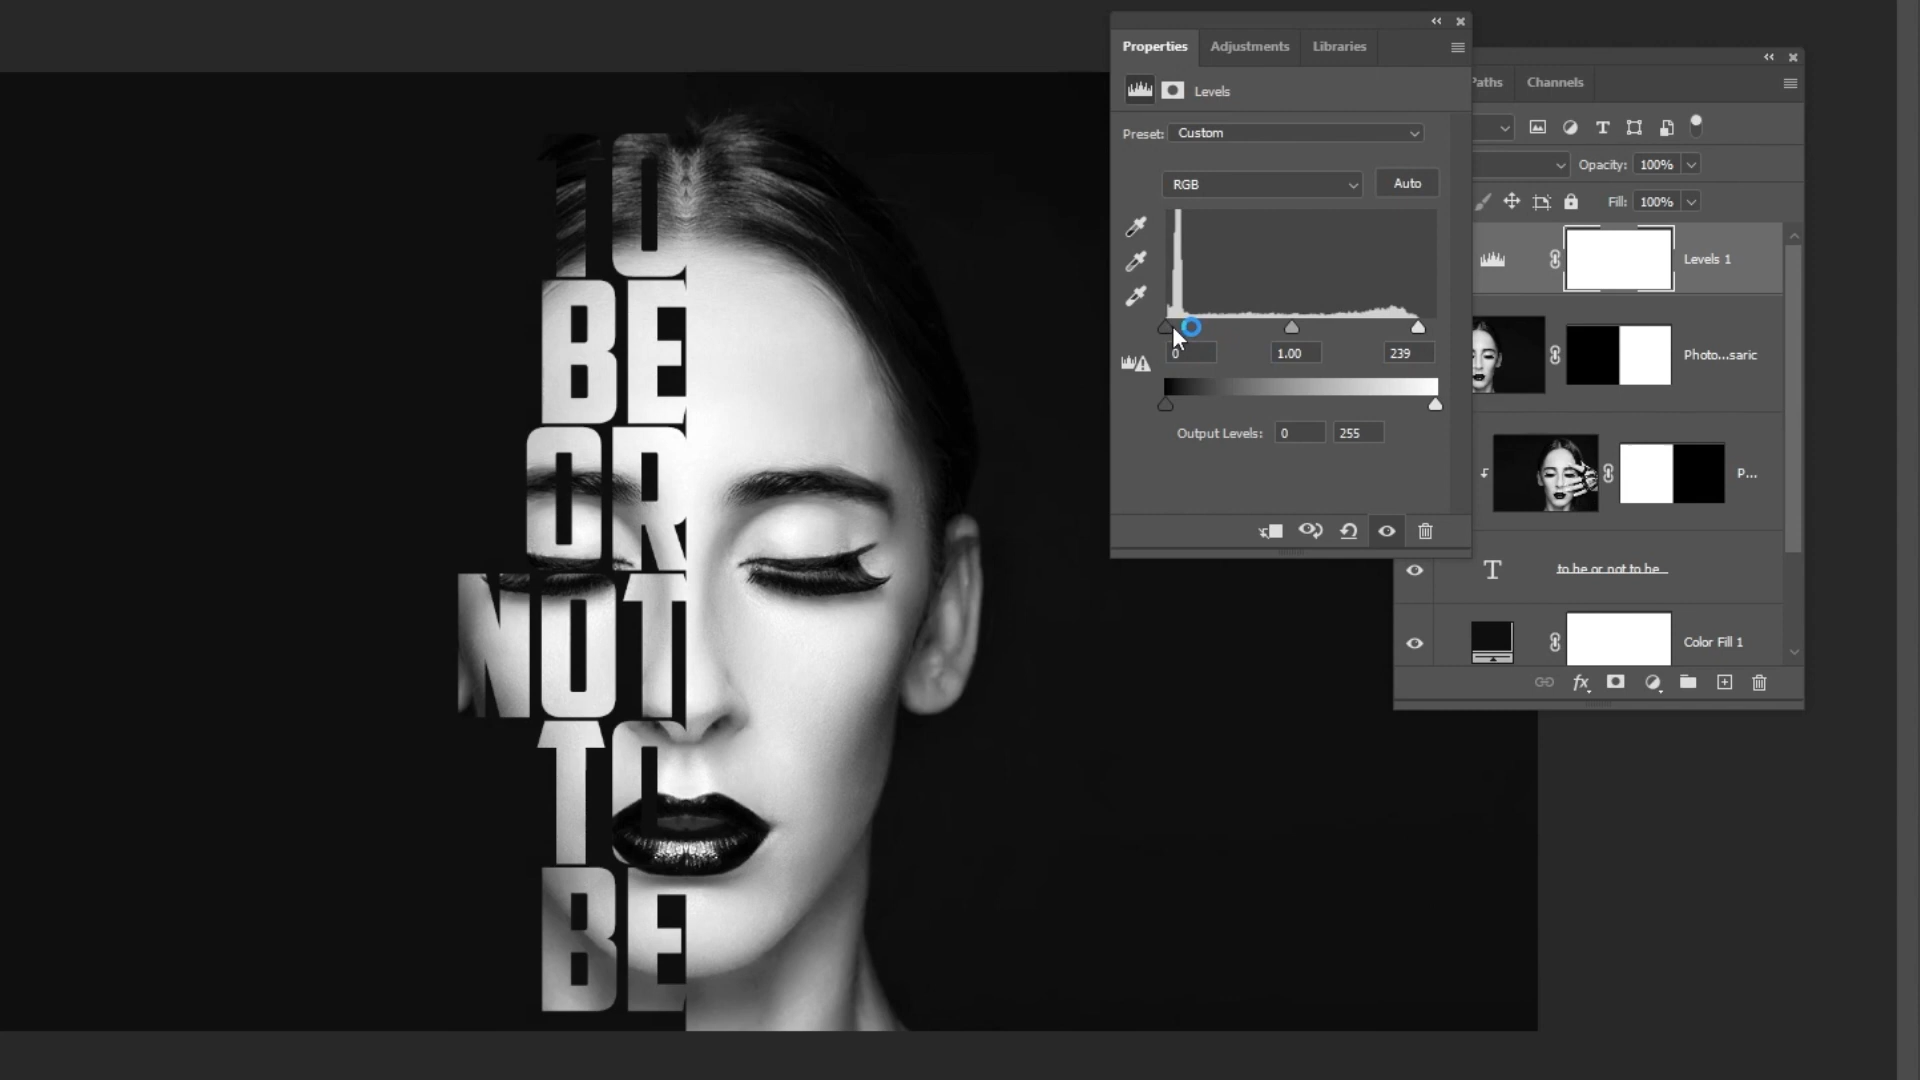 TO
BE
OR
NOT
TO
BE
Properties
Adjustments
Libraries
Levels
Preset: Custom
RGB
Auto
0
1.00
239
Output Levels: 0 255
Paths
Channels
Opacity: 100%
Fill: 100%
Levels 1
Photo...saric
P...
T
to be or not to be
Color Fill 1
fx